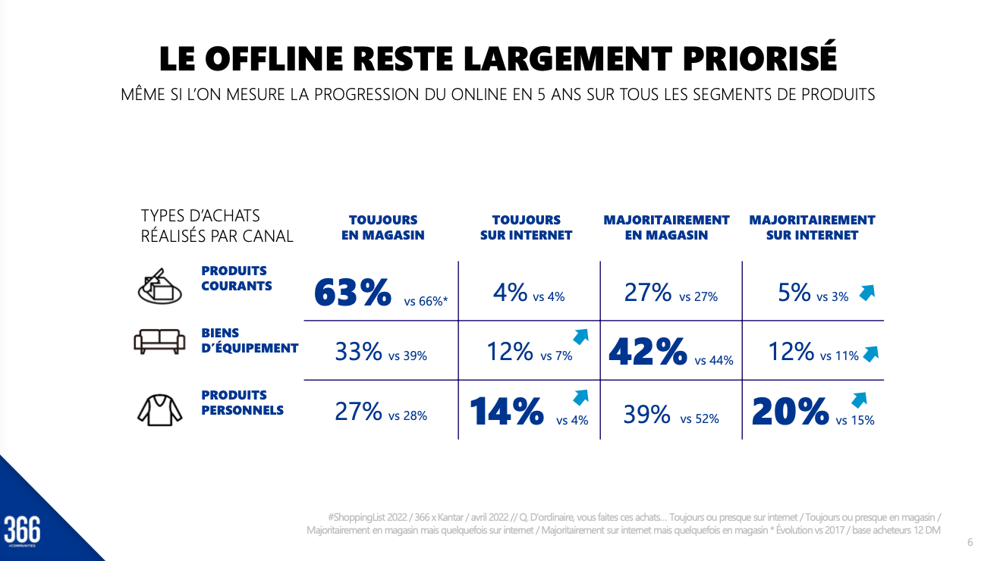 LE OFFLINE RESTE LARGEMENT PRIORISÉ
MÊME SI L’ON MESURE LA PROGRESSION DU ONLINE EN 5 ANS SUR TOUS LES SEGMENTS DE PRODUITS
TYPES D’ACHATS
RÉALISÉS PAR CANAL
TOUJOURS
EN MAGASIN
TOUJOURS
SUR INTERNET
MAJORITAIREMENT
EN MAGASIN
MAJORITAIREMENT
SUR INTERNET
PRODUITS
COURANTS
63% vs 66%*
4% vs 4%
27% vs 27%
5% vs 3%
BIENS
D’ÉQUIPEMENT
33% vs 39%
12% vs 7%
42% vs 44%
12% vs 11%
PRODUITS
PERSONNELS
27% vs 28%
14% vs 4%
39% vs 52%
20% vs 15%
#ShoppingList 2022 / 366 x Kantar / avril 2022 // Q. D’ordinaire, vous faites ces achats… Toujours ou presque sur internet / Toujours ou presque en magasin /
Majoritairement en magasin mais quelquefois sur internet / Majoritairement sur internet mais quelquefois en magasin * Évolution vs 2017 / base acheteurs 12 DM
366
#COMMUNITIES
6